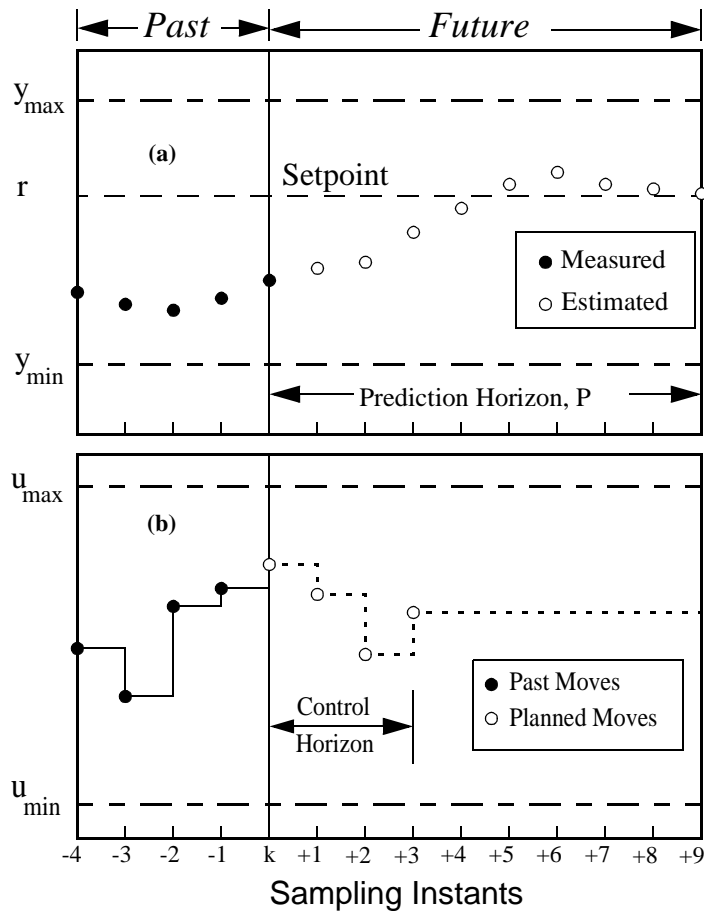 Past Future
y max
(a)
r
Setpoint
Measured
Estimated
y min
Prediction Horizon, P
u max
(b)
Past Moves
Planned Moves
Control
Horizon
u min
-4 -3 -2 -1 k +1 +2 +3 +4 +5 +6 +7 +8 +9
Sampling Instants